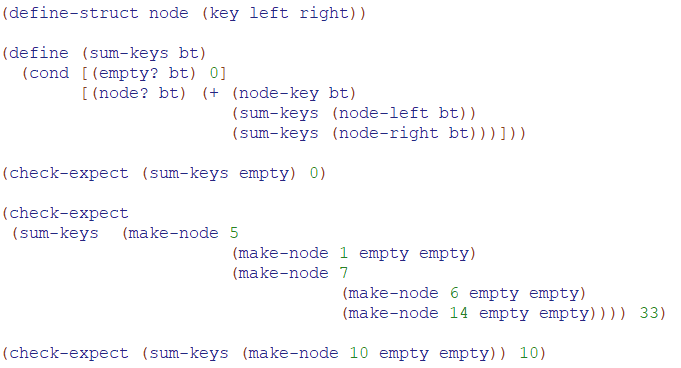 (define-struct node (key left right))
(define (sum-keys bt)
(cond [(empty? bt) 0]
[(node? bt) (+ (node-key bt)
(sum-keys (node-left bt))
(sum-keys (node-right bt)))]))
(check-expect (sum-keys empty) 0)
(check-expect
(sum-keys (make-node 5
(make-node 1 empty empty)
(make-node 7
(make-node 6 empty empty)
(make-node 14 empty empty)))) 33)
(check-expect (sum-keys (make-node 10 empty empty)) 10)